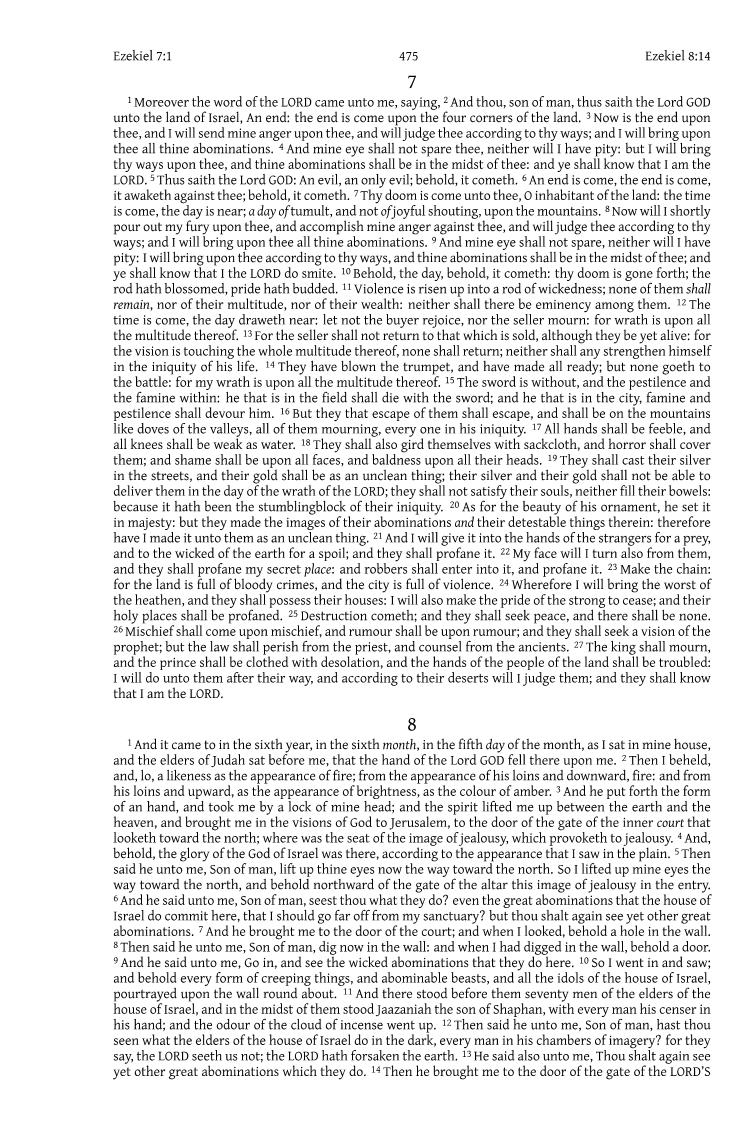 Ezekiel 7:1 475 Ezekiel 8:14
7
1 Moreover the word of the LORD came unto me, saying, 2 And thou, son of man, thus saith the Lord GOD
unto the land of Israel, An end: the end is come upon the four corners of the land. 3 Now is the end upon
thee, and I will send mine anger upon thee, and will judge thee according to thy ways; and I will bring upon
thee all thine abominations. 4 And mine eye shall not spare thee, neither will I have pity: but I will bring
thy ways upon thee, and thine abominations shall be in the midst of thee: and ye shall know that I am the
LORD. 5 Thus saith the Lord GOD: An evil, an only evil; behold, it cometh. 6 An end is come, the end is come,
it awaketh against thee; behold, it cometh. 7 Thy doom is come unto thee, O inhabitant of the land: the time
is come, the day is near; a day of tumult, and not of joyful shouting, upon the mountains. 8 Now will I shortly
pour out my fury upon thee, and accomplish mine anger against thee, and will judge thee according to thy
ways; and I will bring upon thee all thine abominations. 9 And mine eye shall not spare, neither will I have
pity: I will bring upon thee according to thy ways, and thine abominations shall be in the midst of thee; and
ye shall know that I the LORD do smite. 10 Behold, the day, behold, it cometh: thy doom is gone forth; the
rod hath blossomed, pride hath budded. 11 Violence is risen up into a rod of wickedness; none of them shall
remain, nor of their multitude, nor of their wealth: neither shall there be eminency among them. 12 The
time is come, the day draweth near: let not the buyer rejoice, nor the seller mourn: for wrath is upon all
the multitude thereof. 13 For the seller shall not return to that which is sold, although they be yet alive: for
the vision is touching the whole multitude thereof, none shall return; neither shall any strengthen himself
in the iniquity of his life. 14 They have blown the trumpet, and have made all ready; but none goeth to
the battle: for my wrath is upon all the multitude thereof. 15 The sword is without, and the pestilence and
the famine within: he that is in the field shall die with the sword; and he that is in the city, famine and
pestilence shall devour him. 16 But they that escape of them shall escape, and shall be on the mountains
like doves of the valleys, all of them mourning, every one in his iniquity. 17 All hands shall be feeble, and
all knees shall be weak as water. 18 They shall also gird themselves with sackcloth, and horror shall cover
them; and shame shall be upon all faces, and baldness upon all their heads. 19 They shall cast their silver
in the streets, and their gold shall be as an unclean thing; their silver and their gold shall not be able to
deliver them in the day of the wrath of the LORD; they shall not satisfy their souls, neither fill their bowels:
because it hath been the stumblingblock of their iniquity. 20 As for the beauty of his ornament, he set it
in majesty: but they made the images of their abominations and their detestable things therein: therefore
have I made it unto them as an unclean thing. 21 And I will give it into the hands of the strangers for a prey,
and to the wicked of the earth for a spoil; and they shall profane it. 22 My face will I turn also from them,
and they shall profane my secret place: and robbers shall enter into it, and profane it. 23 Make the chain:
for the land is full of bloody crimes, and the city is full of violence. 24 Wherefore I will bring the worst of
the heathen, and they shall possess their houses: I will also make the pride of the strong to cease; and their
holy places shall be profaned. 25 Destruction cometh; and they shall seek peace, and there shall be none.
26 Mischief shall come upon mischief, and rumour shall be upon rumour; and they shall seek a vision of the
prophet; but the law shall perish from the priest, and counsel from the ancients. 27 The king shall mourn,
and the prince shall be clothed with desolation, and the hands of the people of the land shall be troubled:
I will do unto them after their way, and according to their deserts will I judge them; and they shall know
that I am the LORD.
8
1 And it came to in the sixth year, in the sixth month, in the fifth day of the month, as I sat in mine house,
and the elders of Judah sat before me, that the hand of the Lord GOD fell there upon me. 2 Then I beheld,
and, lo, a likeness as the appearance of fire; from the appearance of his loins and downward, fire: and from
his loins and upward, as the appearance of brightness, as the colour of amber. 3 And he put forth the form
of an hand, and took me by a lock of mine head; and the spirit lifted me up between the earth and the
heaven, and brought me in the visions of God to Jerusalem, to the door of the gate of the inner court that
looketh toward the north; where was the seat of the image of jealousy, which provoketh to jealousy. 4 And,
behold, the glory of the God of Israel was there, according to the appearance that I saw in the plain. 5 Then
said he unto me, Son of man, lift up thine eyes now the way toward the north. So I lifted up mine eyes the
way toward the north, and behold northward of the gate of the altar this image of jealousy in the entry.
6 And he said unto me, Son of man, seest thou what they do? even the great abominations that the house of
Israel do commit here, that I should go far off from my sanctuary? but thou shalt again see yet other great
abominations. 7 And he brought me to the door of the court; and when I looked, behold a hole in the wall.
8 Then said he unto me, Son of man, dig now in the wall: and when I had digged in the wall, behold a door.
9 And he said unto me, Go in, and see the wicked abominations that they do here. 10 So I went in and saw;
and behold every form of creeping things, and abominable beasts, and all the idols of the house of Israel,
pourtrayed upon the wall round about. 11 And there stood before them seventy men of the elders of the
house of Israel, and in the midst of them stood Jaazaniah the son of Shaphan, with every man his censer in
his hand; and the odour of the cloud of incense went up. 12 Then said he unto me, Son of man, hast thou
seen what the elders of the house of Israel do in the dark, every man in his chambers of imagery? for they
say, the LORD seeth us not; the LORD hath forsaken the earth. 13 He said also unto me, Thou shalt again see
yet other great abominations which they do. 14 Then he brought me to the door of the gate of the LORD'S